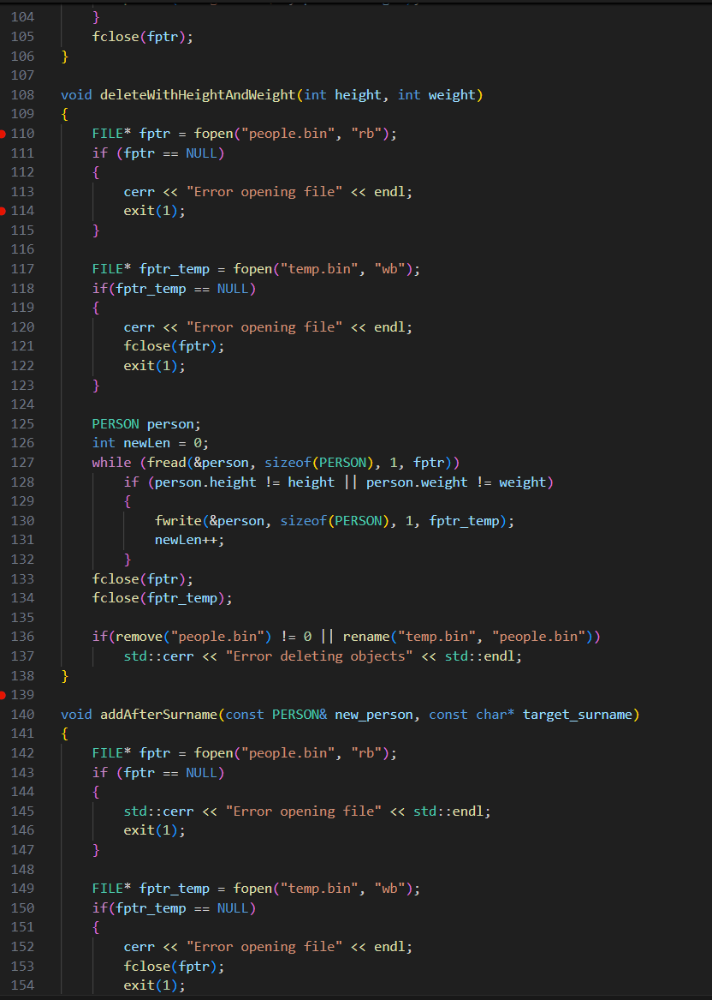 104 }
105 fclose(fptr);
106 }
107
108 void deleteWithHeightAndWeight(int height, int weight)
109 {
110 FILE* fptr = fopen("people.bin", "rb");
111 if (fptr == NULL)
112 {
113 cerr << "Error opening file" << endl;
114 exit(1);
115 }
116
117 FILE* fptr_temp = fopen("temp.bin", "wb");
118 if(fptr_temp == NULL)
119 {
120 cerr << "Error opening file" << endl;
121 fclose(fptr);
122 exit(1);
123 }
124
125 PERSON person;
126 int newLen = 0;
127 while (fread(&person, sizeof(PERSON), 1, fptr))
128 if (person.height != height || person.weight != weight)
129 {
130 fwrite(&person, sizeof(PERSON), 1, fptr_temp);
131 newLen++;
132 }
133 fclose(fptr);
134 fclose(fptr_temp);
135
136 if(remove("people.bin") != 0 || rename("temp.bin", "people.bin"))
137 std::cerr << "Error deleting objects" << std::endl;
138 }
139
140 void addAfterSurname(const PERSON& new_person, const char* target_surname)
141 {
142 FILE* fptr = fopen("people.bin", "rb");
143 if (fptr == NULL)
144 {
145 std::cerr << "Error opening file" << std::endl;
146 exit(1);
147 }
148
149 FILE* fptr_temp = fopen("temp.bin", "wb");
150 if(fptr_temp == NULL)
151 {
152 cerr << "Error opening file" << endl;
153 fclose(fptr);
154 exit(1);